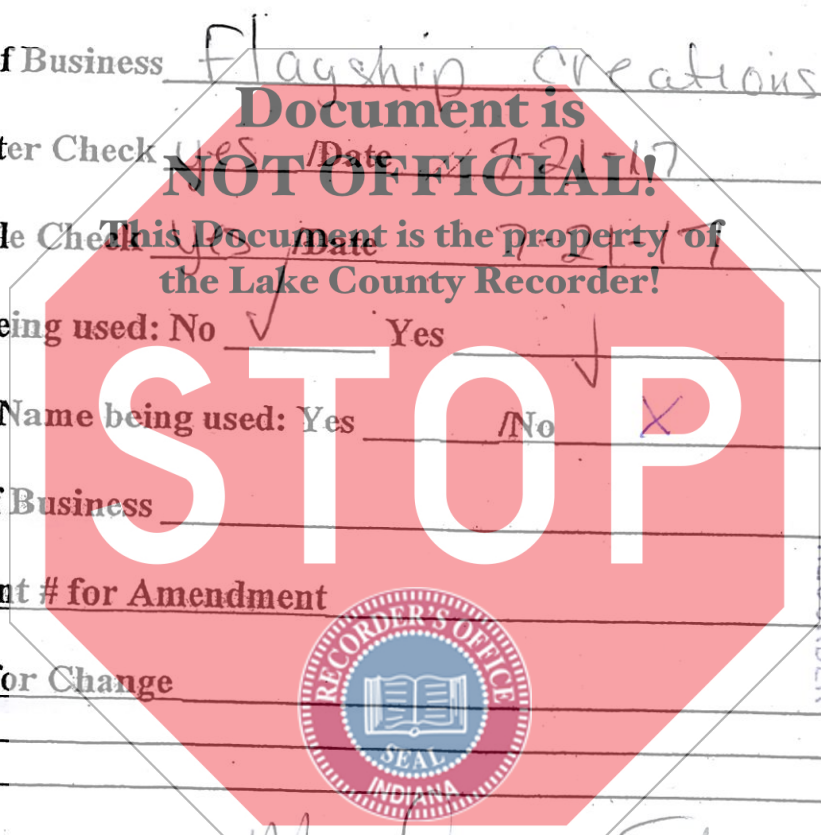 f Business Flagship Creations
Document is
ter Check yes /Date 7-21-17
NOT OFFICIAL!
le Check yes /Date 7-21-17
This Document is the property of
the Lake County Recorder!
eing used: No ✓ Yes
STOP
Name being used: Yes /No X
f Business
nt # for Amendment
RECORDER'S OFFICE
or Change
SEAL
INDIANA